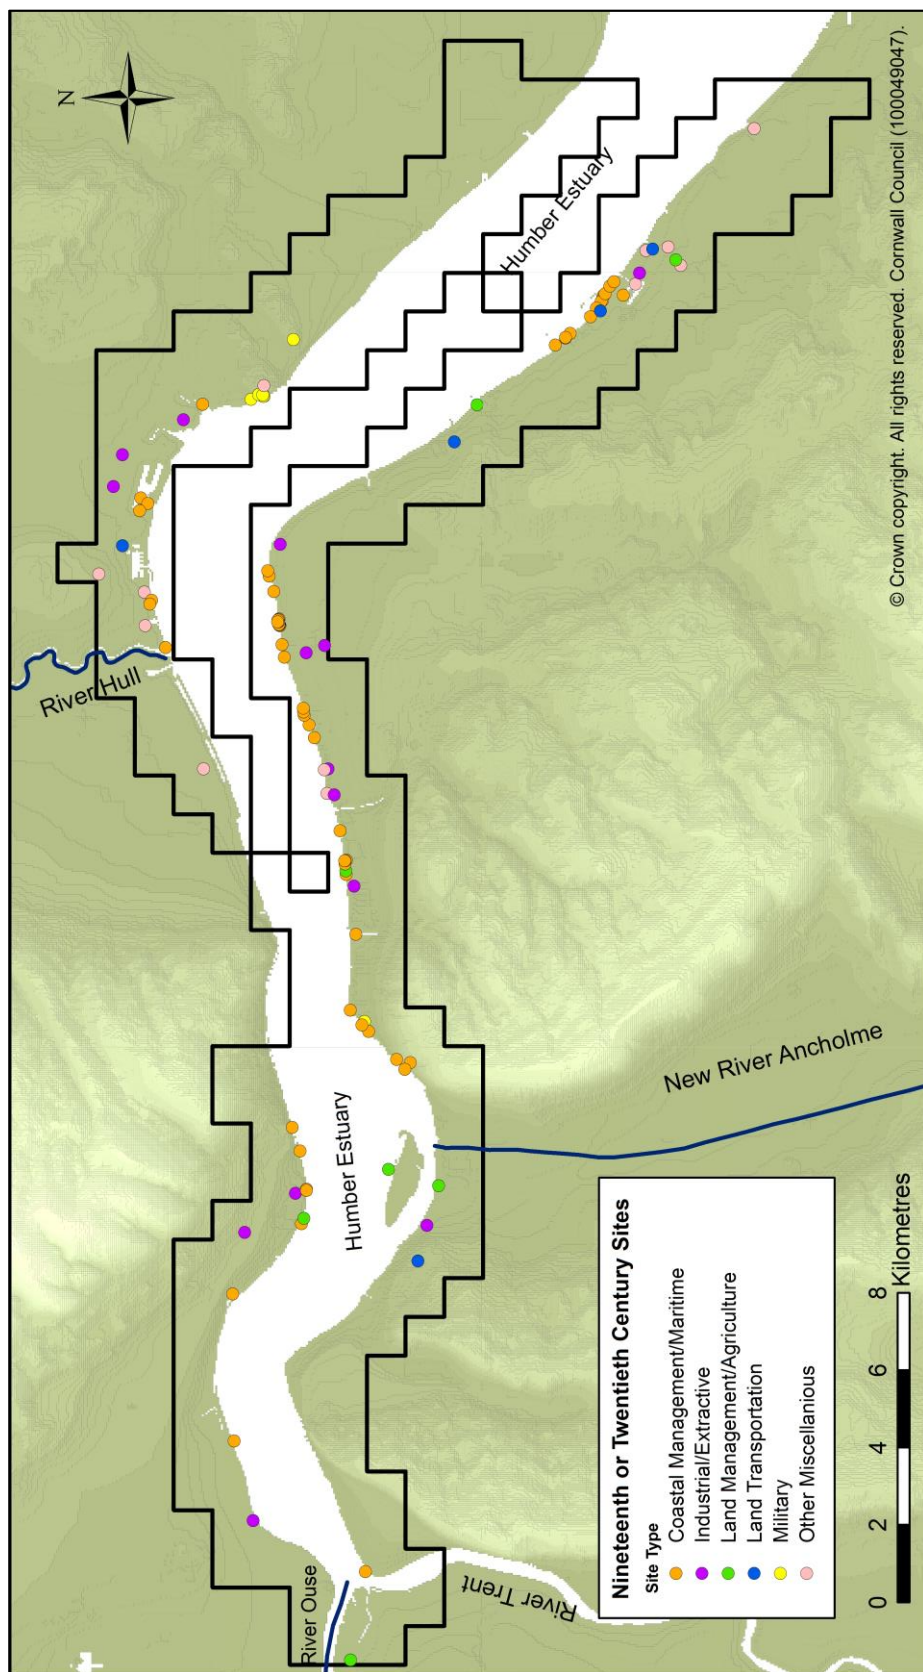 N
River Hull
Humber Estuary
Humber Estuary
New River Ancholme
River Ouse
River Trent
Nineteenth or Twentieth Century Sites
Site Type
Coastal Management/Maritime
Industrial/Extractive
Land Management/Agriculture
Land Transportation
Military
Other Miscellanious
0 2 4 6 8
Kilometres
© Crown copyright. All rights reserved. Cornwall Council (100049047).